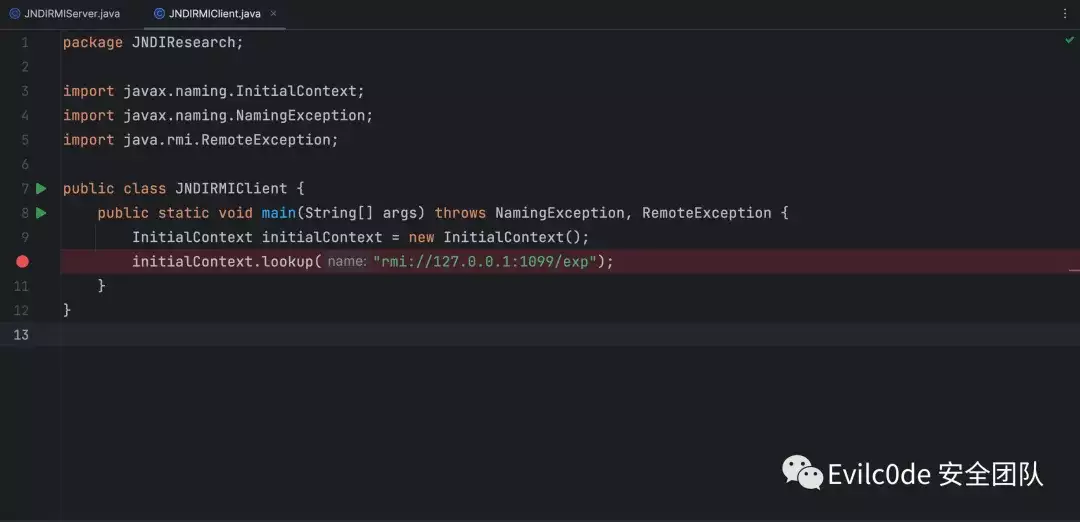 JNDIRMIServer.java JNDIRMIClient.java ×
1 package JNDIResearch;
2
3 import javax.naming.InitialContext;
4 import javax.naming.NamingException;
5 import java.rmi.RemoteException;
6
7 public class JNDIRMIClient {
8 public static void main(String[] args) throws NamingException, RemoteException {
9 InitialContext initialContext = new InitialContext();
initialContext.lookup( name: "rmi://127.0.0.1:1099/exp");
11 }
12 }
13
Evilc0de 安全团队